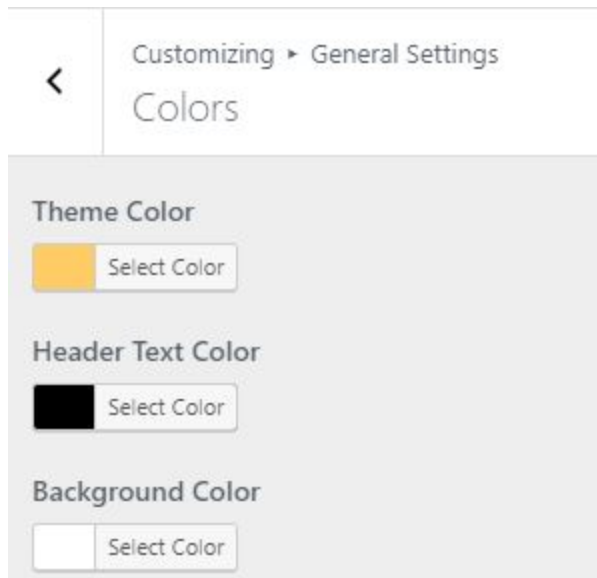 Customizing ▸ General Settings
Colors
Theme Color
Select Color
Header Text Color
Select Color
Background Color
Select Color